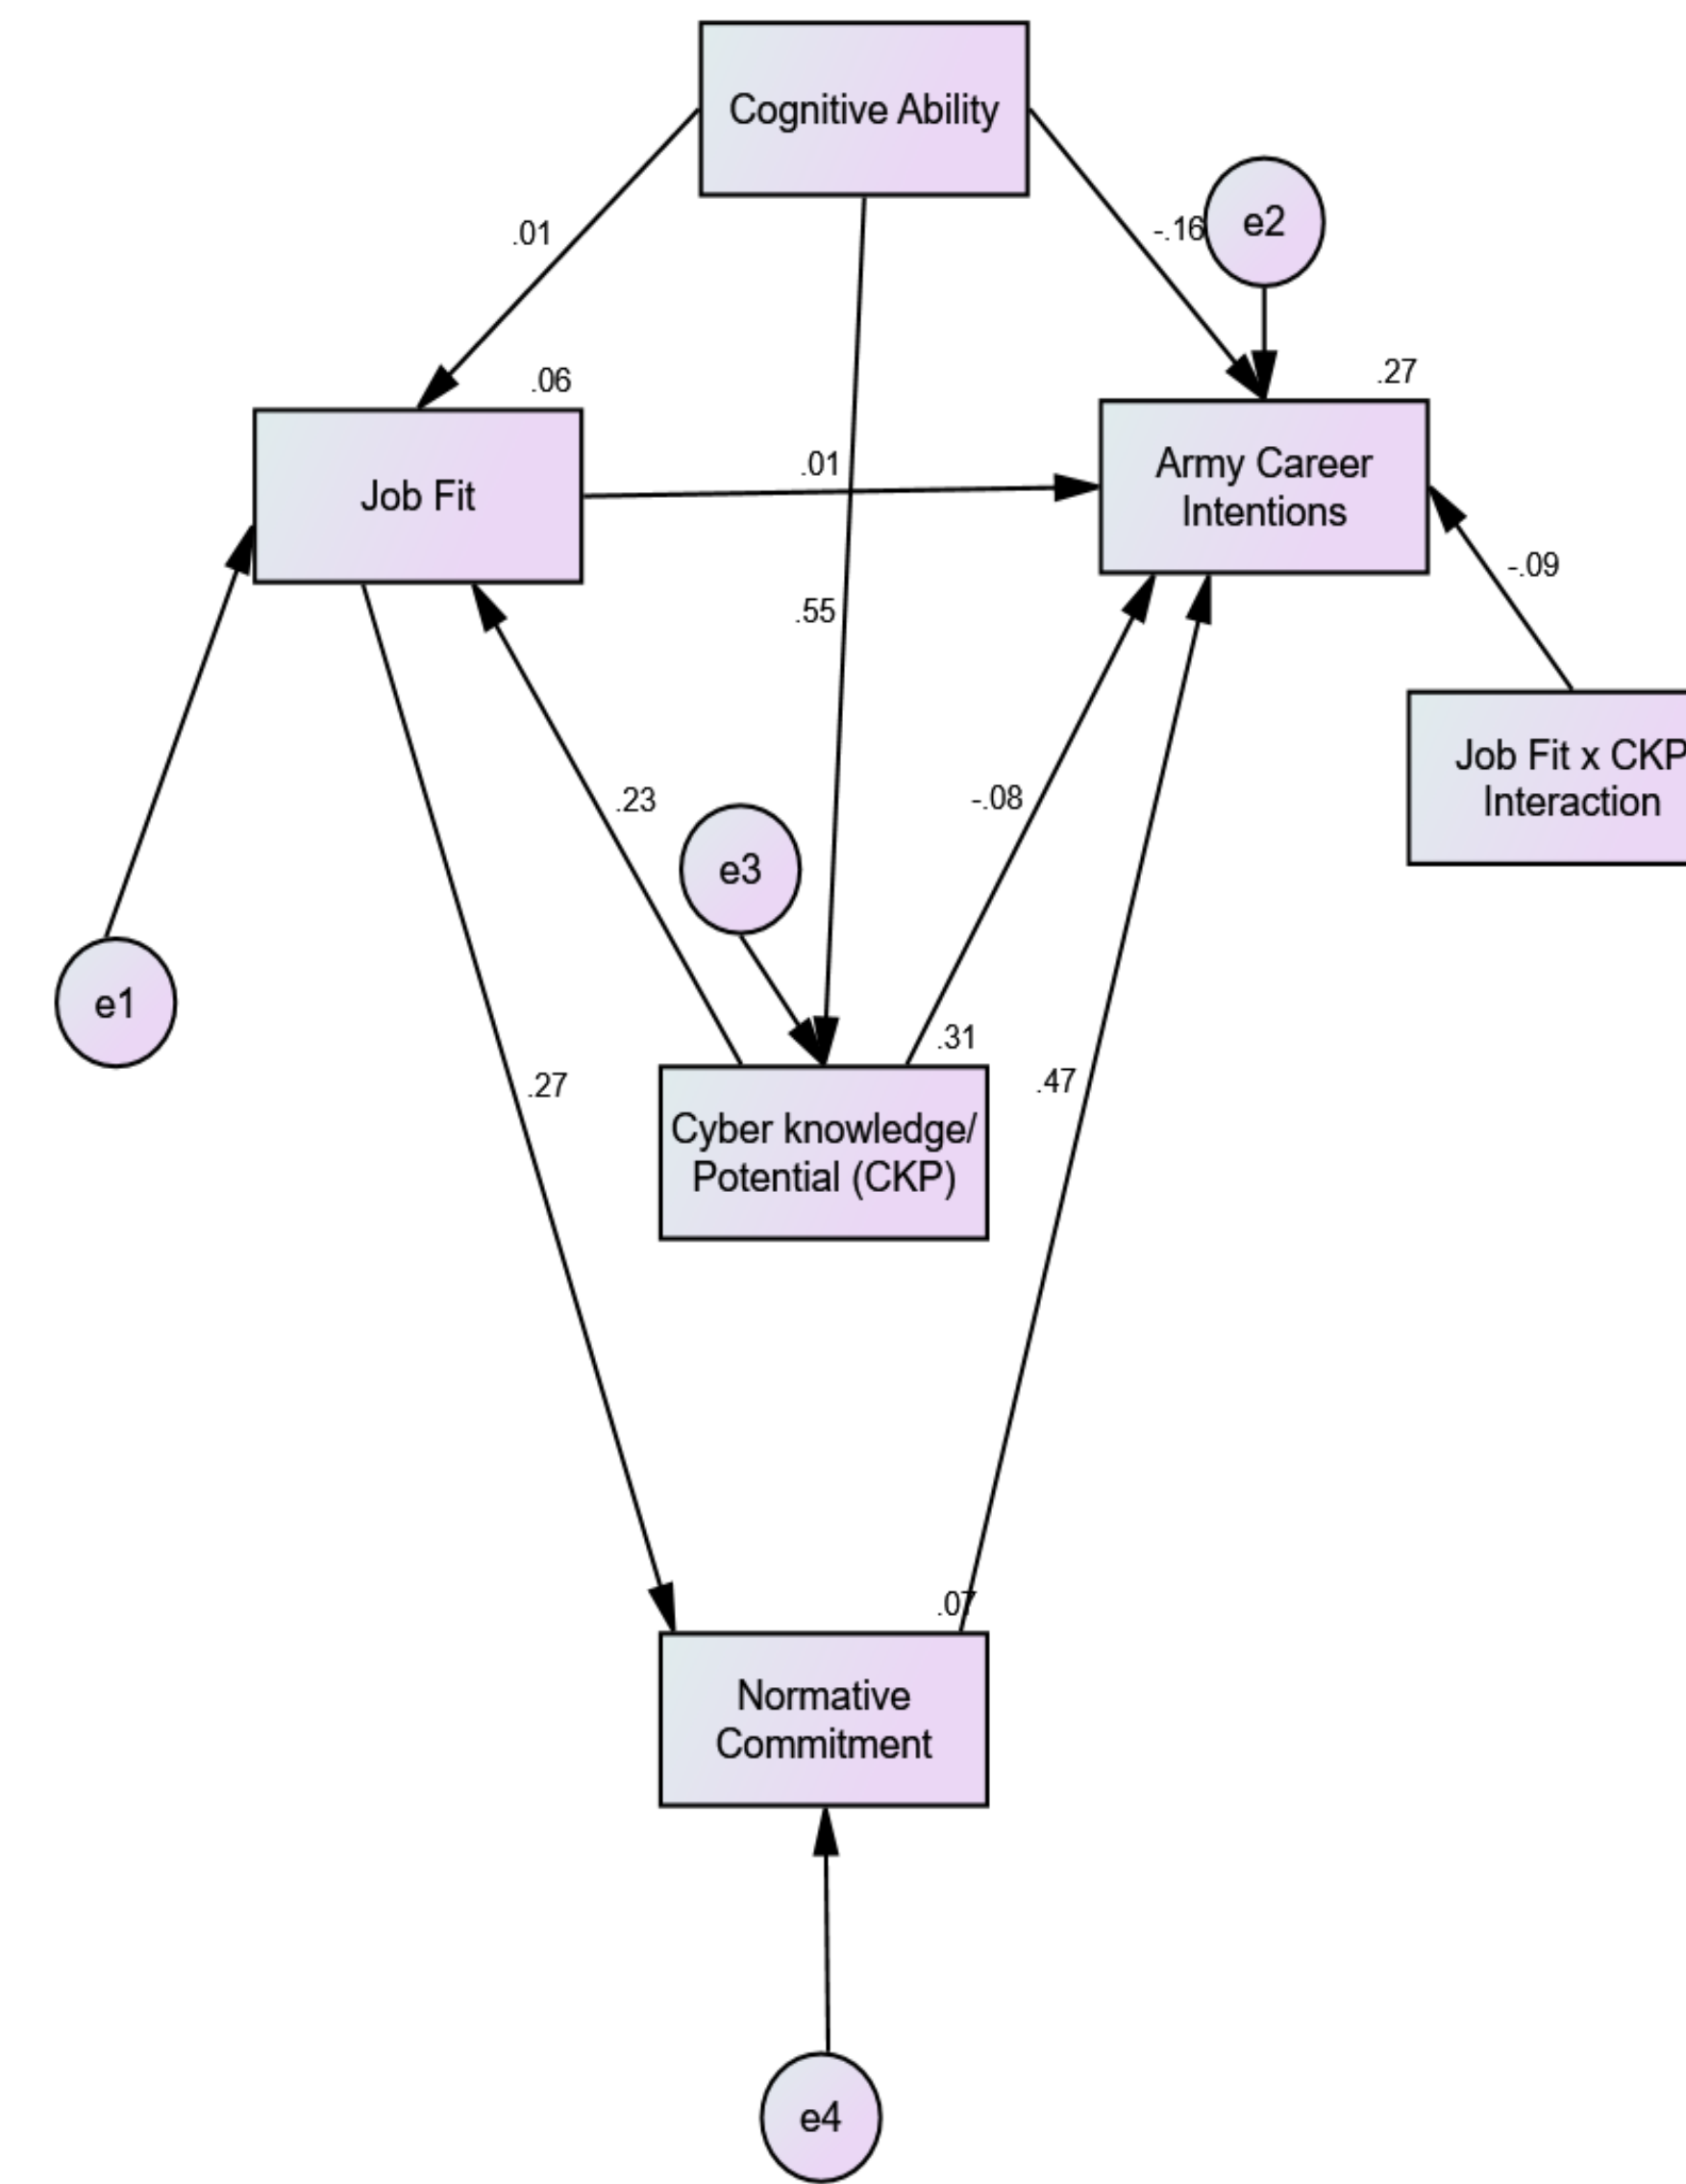 Cognitive Ability
e2
-.16
.01
.27
.06
Army Career
Intentions
.01
Job Fit
-.09
.55
Job Fit x CKP
Interaction
-.08
.23
e3
e1
.31
.47
.27
Cyber knowledge/
Potential (CKP)
.07
Normative
Commitment
e4